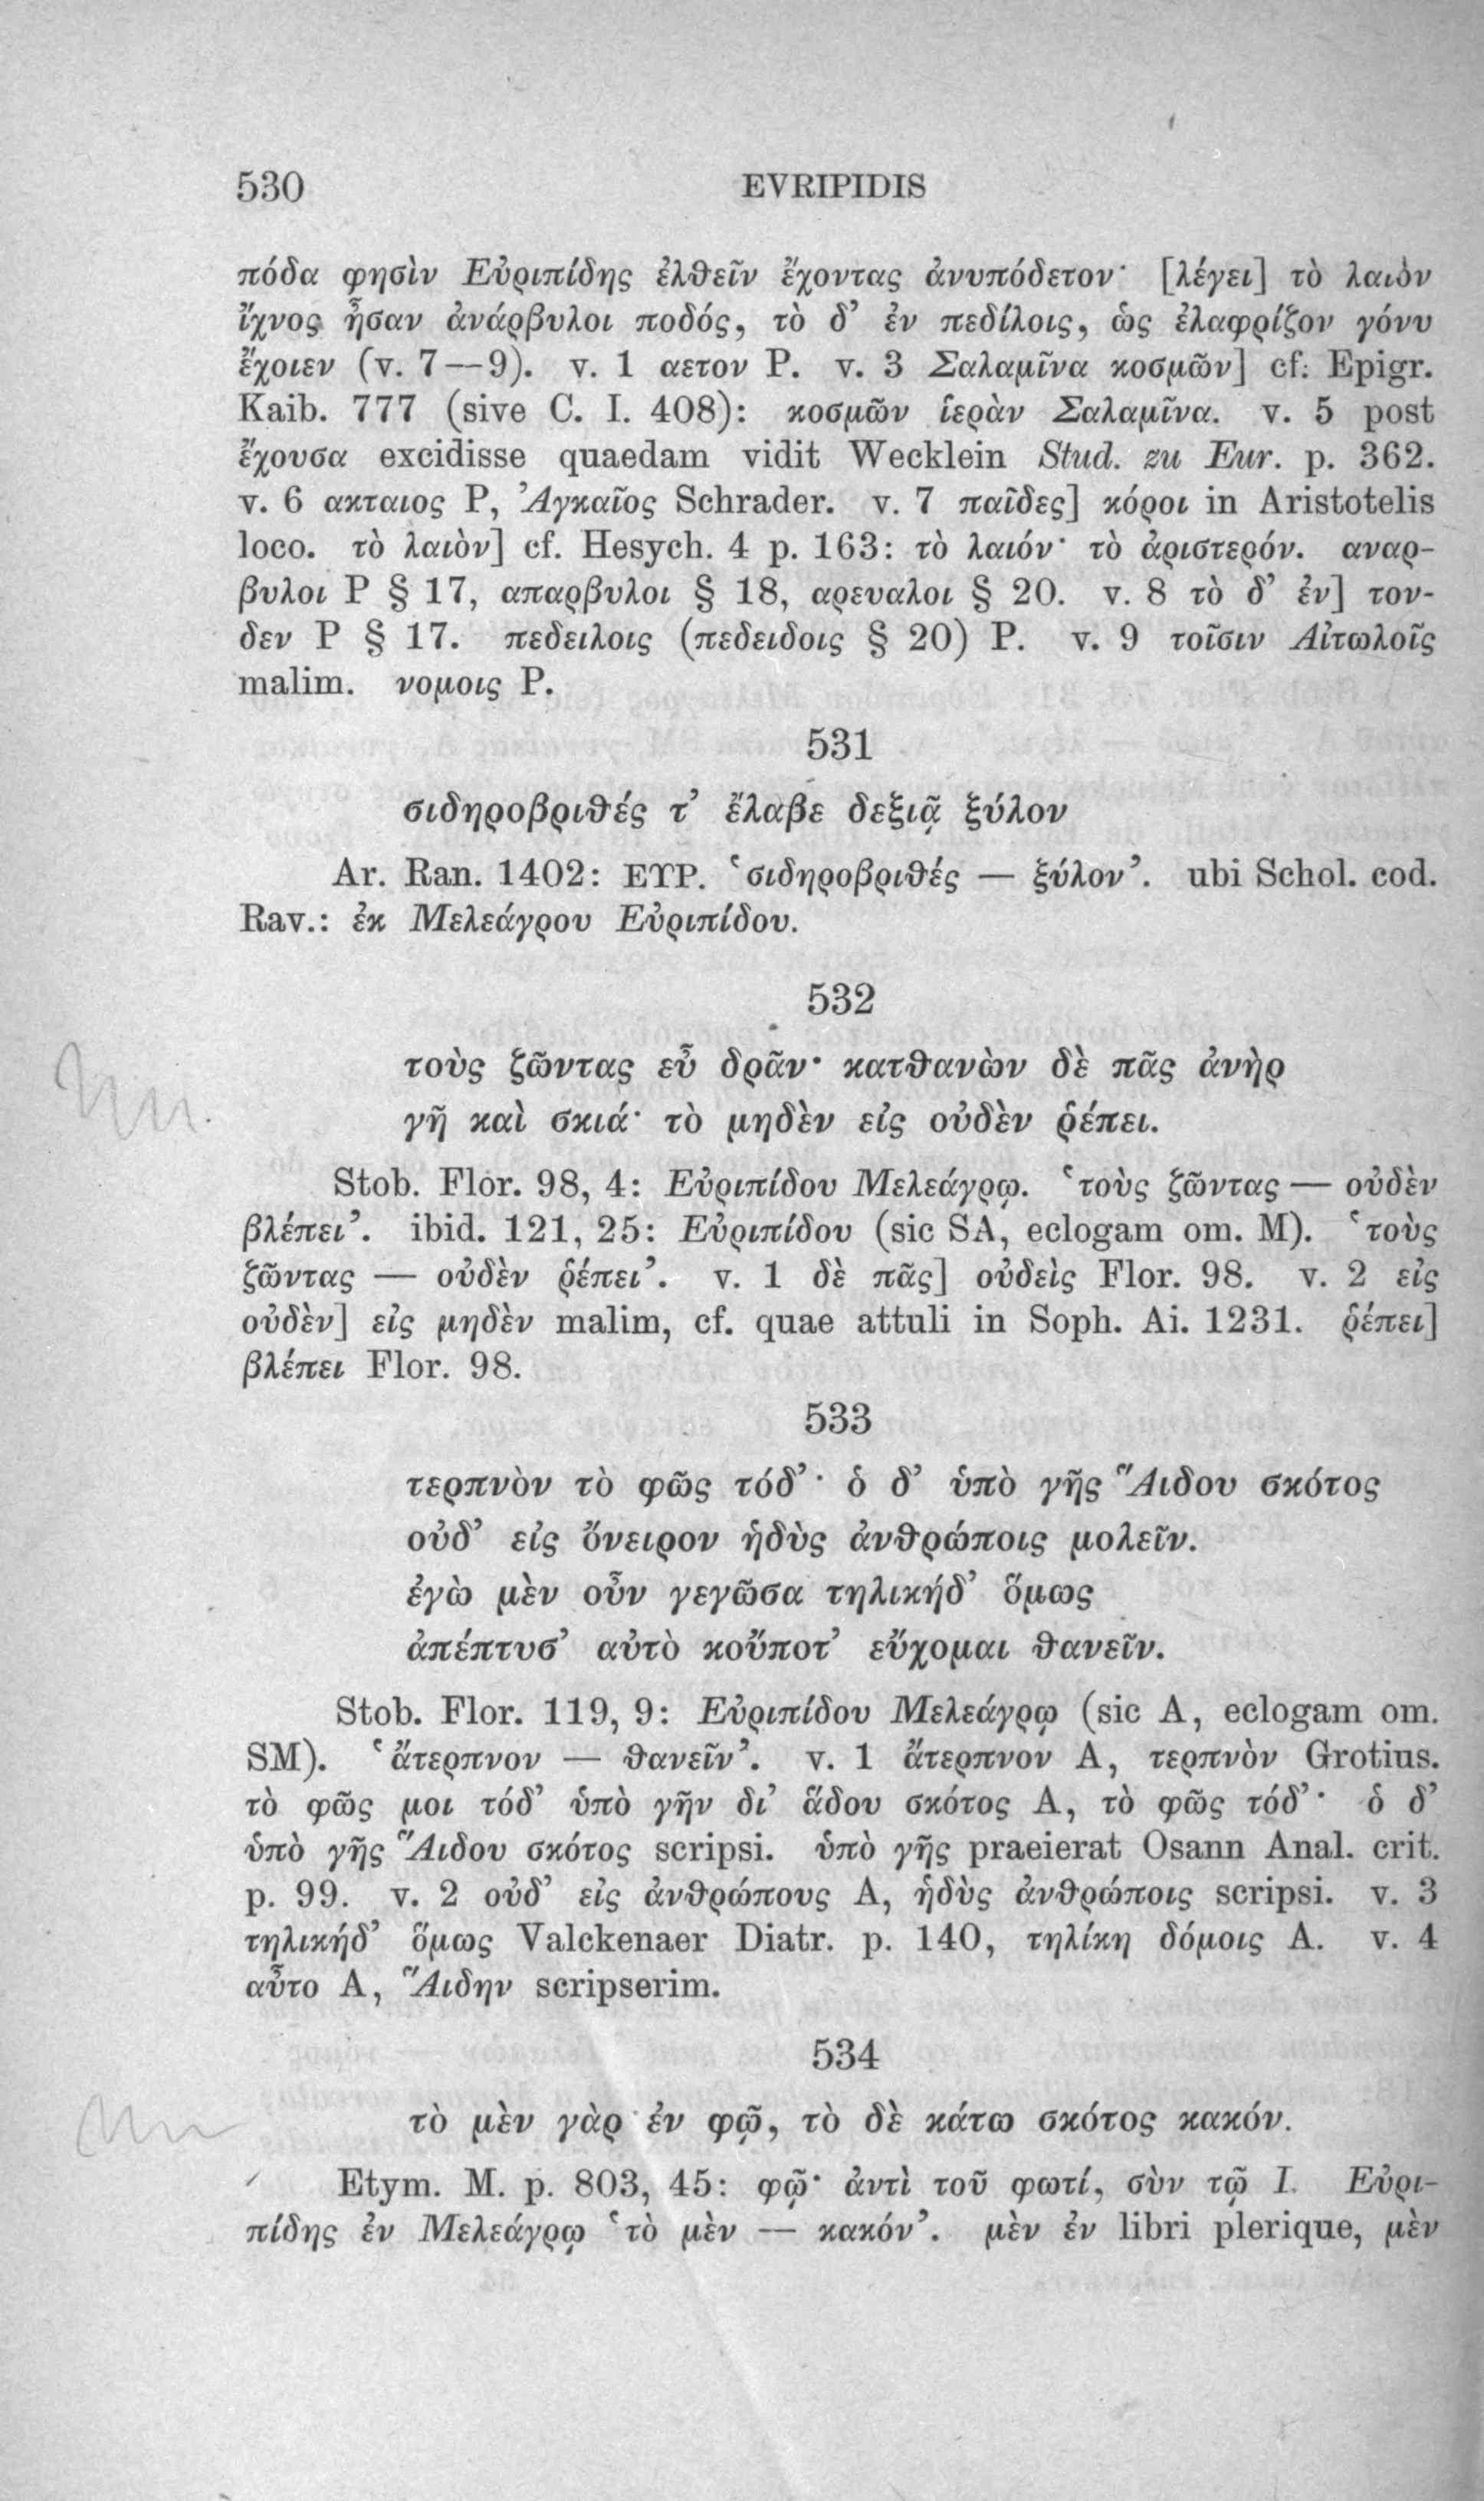 530 EVRIPIDIS
πόδα φησὶν Εὐριπίδης ἐλθεῖν ἔχοντας ἀνυπόδετον· [λέγει] τὸ λαιὸν
ἴχνος ἦσαν ἀνάρβυλοι ποδός, τὸ δ’ ἐν πεδίλοις, ὡς ἐλαφρίζον γόνυ
ἔχοιεν (v. 7—9). v. 1 αετον P. v. 3 Σαλαμῖνα κοσμῶν] cf. Epigr.
Kaib. 777 (sive C. I. 408): κοσμῶν ἱερὰν Σαλαμῖνα. v. 5 post
ἔχουσα excidisse quaedam vidit Wecklein Stud. zu Eur. p. 362.
v. 6 ακταιος P, Ἀγκαῖος Schrader. v. 7 παῖδες] κόροι in Aristotelis
loco. τὸ λαιὸν] cf. Hesych. 4 p. 163: τὸ λαιόν· τὸ ἀριστερόν. αναρ-
βυλοι P § 17, απαρβυλοι § 18, αρευαλοι § 20. v. 8 τὸ δ’ ἐν] τον-
δεν P § 17. πεδειλοις (πεδειδοις § 20) P. v. 9 τοῖσιν Αἰτωλοῖς
malim. νομοις P.
531
σιδηροβριθές τ’ ἔλαβε δεξιᾷ ξύλον
Ar. Ran. 1402: ΕΥΡ. ‘σιδηροβριθές — ξύλον’. ubi Schol. cod.
Rav.: ἐκ Μελεάγρου Εὐριπίδου.
532
τοὺς ζῶντας εὖ δρᾶν· κατθανὼν δὲ πᾶς ἀνὴρ
γῆ καὶ σκιά· τὸ μηδὲν εἰς οὐδὲν ῥέπει.
Stob. Flor. 98, 4: Εὐριπίδου Μελεάγρῳ. ‘τοὺς ζῶντας — οὐδὲν
βλέπει’. ibid. 121, 25: Εὐριπίδου (sic SA, eclogam om. M). ‘τοὺς
ζῶντας — οὐδὲν ῥέπει’. v. 1 δὲ πᾶς] οὐδεὶς Flor. 98. v. 2 εἰς
οὐδὲν] εἰς μηδὲν malim, cf. quae attuli in Soph. Ai. 1231. ῥέπει]
βλέπει Flor. 98.
533
τερπνὸν τὸ φῶς τόδ’· ὁ δ’ ὑπὸ γῆς Ἅιδου σκότος
οὐδ’ εἰς ὄνειρον ἡδὺς ἀνθρώποις μολεῖν.
ἐγὼ μὲν οὖν γεγῶσα τηλικήδ’ ὅμως
ἀπέπτυσ’ αὐτὸ κοὔποτ’ εὔχομαι θανεῖν.
Stob. Flor. 119, 9: Εὐριπίδου Μελεάγρῳ (sic A, eclogam om.
SM). ‘ἄτερπνον — θανεῖν’. v. 1 ἄτερπνον A, τερπνὸν Grotius.
τὸ φῶς μοι τόδ’ ὑπὸ γῆν δι’ ἅδου σκότος A, τὸ φῶς τόδ’· ὁ δ’
ὑπὸ γῆς Ἅιδου σκότος scripsi. ὑπὸ γῆς praeierat Osann Anal. crit.
p. 99. v. 2 οὐδ’ εἰς ἀνθρώπους A, ἡδὺς ἀνθρώποις scripsi. v. 3
τηλικήδ’ ὅμως Valckenaer Diatr. p. 140, τηλίκη δόμοις A. v. 4
αὖτο A, Ἅιδην scripserim.
534
τὸ μὲν γὰρ ἐν φῷ, τὸ δὲ κάτω σκότος κακόν.
Etym. M. p. 803, 45: φῷ· ἀντὶ τοῦ φωτί, σὺν τῷ Ι. Εὐρι-
πίδης ἐν Μελεάγρῳ ‘τὸ μὲν — κακόν’. μὲν ἐν libri plerique, μὲν